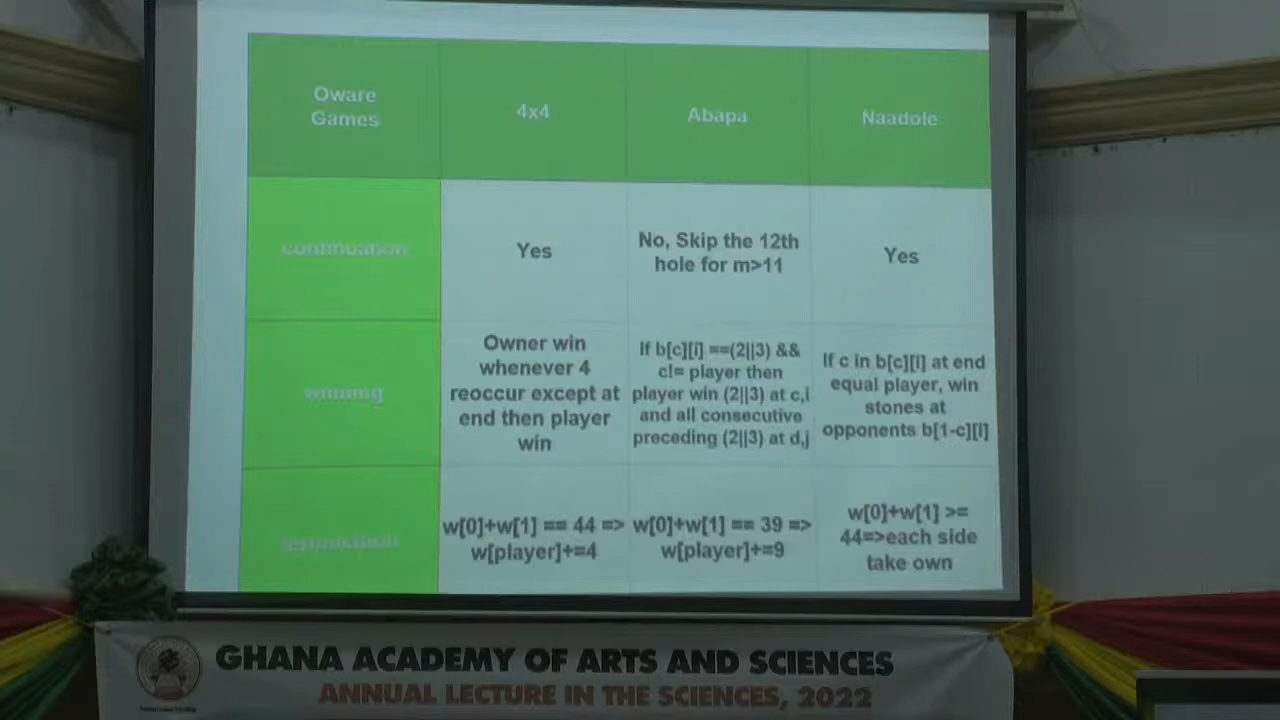 Oware
Games
4x4
Abapa
Naadole
continuation
Yes
No, Skip the 12th
hole for m>11
Yes
winning
Owner win
whenever 4
reoccur except at
end then player
win
If b[c][i] ==(2||3) &&
c!= player then
player win (2||3) at c,i
and all consecutive
preceding (2||3) at d,j
If c in b[c][i] at end
equal player, win
stones at
opponents b[1-c][i]
termination
w[0]+w[1] == 44 =>
w[player]+=4
w[0]+w[1] == 39 =>
w[player]+=9
w[0]+w[1] >=
44=>each side
take own
GHANA ACADEMY OF ARTS AND SCIENCES
ANNUAL LECTURE IN THE SCIENCES, 2022